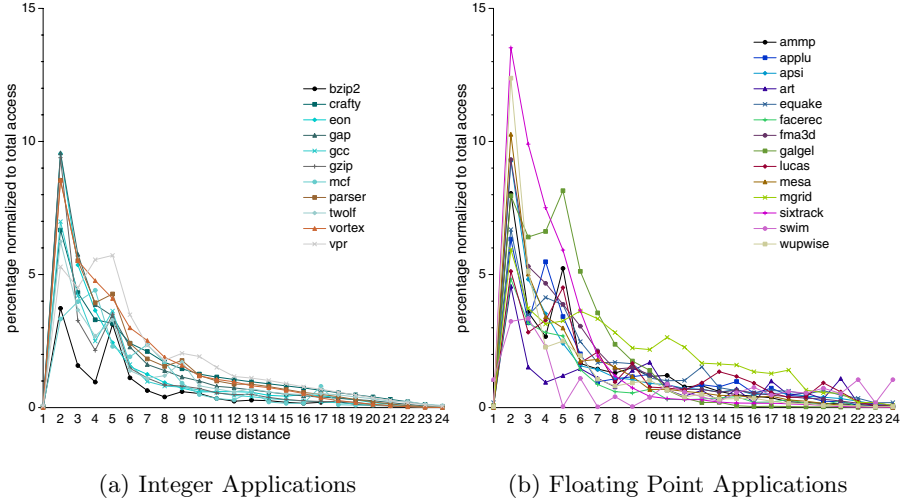 15
10
5
0
percentage normalized to total access
bzip2
crafty
eon
gap
gcc
gzip
mcf
parser
twolf
vortex
vpr
1 2 3 4 5 6 7 8 9 10 11 12 13 14 15 16 17 18 19 20 21 22 23 24
reuse distance
(a) Integer Applications
15
10
5
0
percentage normalized to total access
ammp
applu
apsi
art
equake
facerec
fma3d
galgel
lucas
mesa
mgrid
sixtrack
swim
wupwise
1 2 3 4 5 6 7 8 9 10 11 12 13 14 15 16 17 18 19 20 21 22 23 24
reuse distance
(b) Floating Point Applications